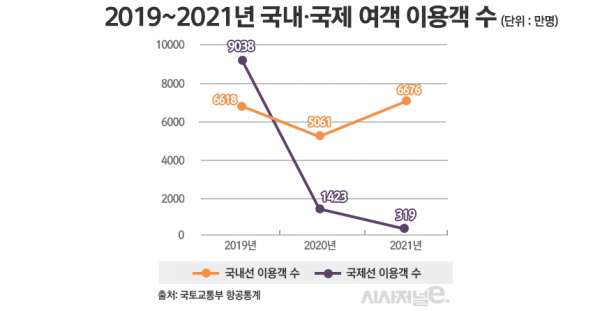 2019~2021년 국내·국제 여객 이용객 수 (단위 : 만명)
10000
9038
8000
6618
6676
6000
5061
4000
2000
1423
319
0
2019년 2020년 2021년
국내선 이용객 수 국제선 이용객 수
출처: 국토교통부 항공통계
시사저널e.